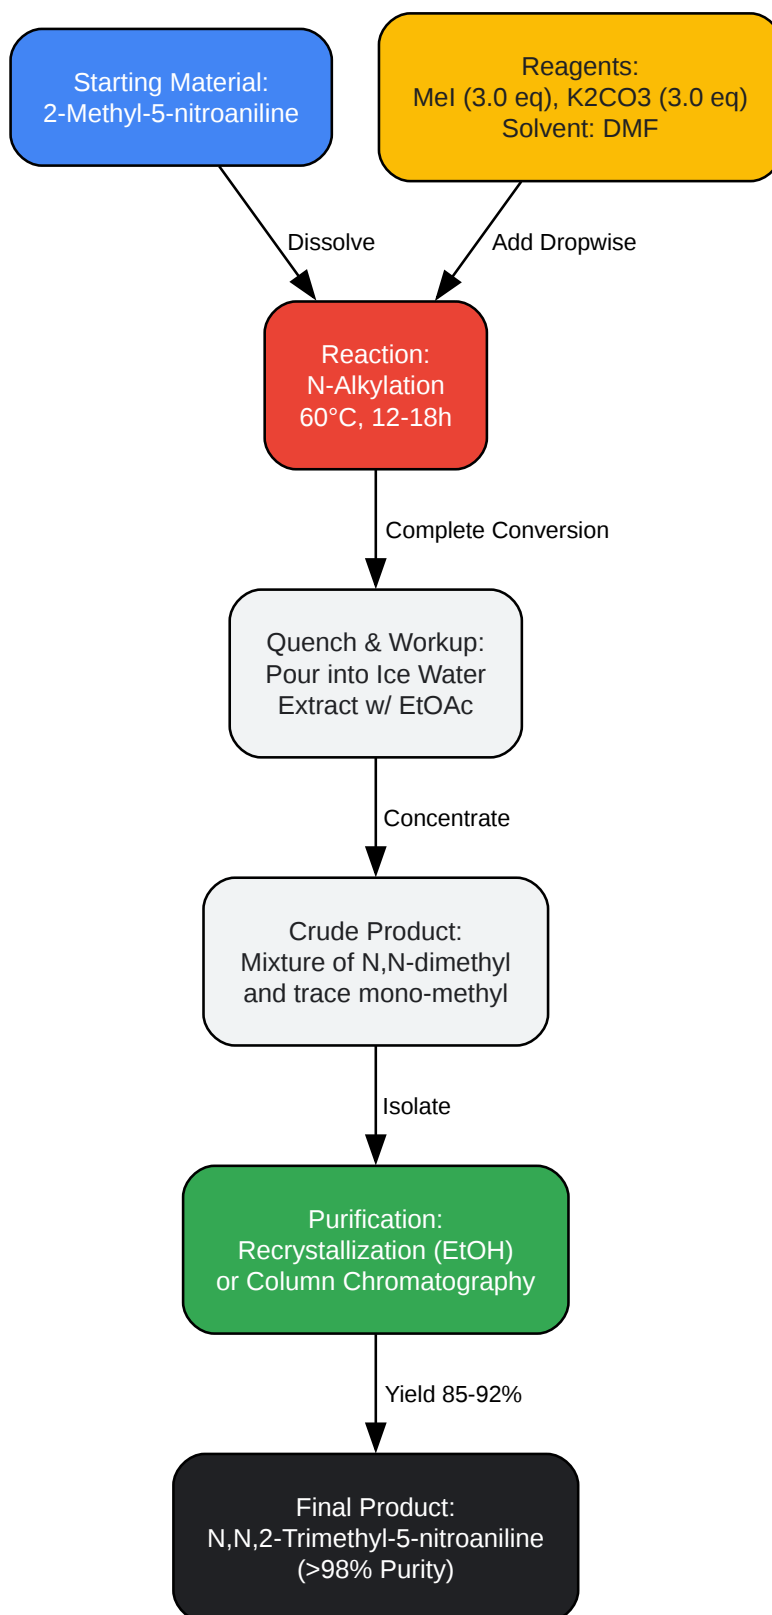 Starting Material:
2-Methyl-5-nitroaniline
Reagents:
MeI (3.0 eq), K2CO3 (3.0 eq)
Solvent: DMF
Dissolve
Add Dropwise
Reaction:
N-Alkylation
60°C, 12-18h
Complete Conversion
Quench & Workup:
Pour into Ice Water
Extract w/ EtOAc
Concentrate
Crude Product:
Mixture of N,N-dimethyl
and trace mono-methyl
Isolate
Purification:
Recrystallization (EtOH)
or Column Chromatography
Yield 85-92%
Final Product:
N,N,2-Trimethyl-5-nitroaniline
(>98% Purity)